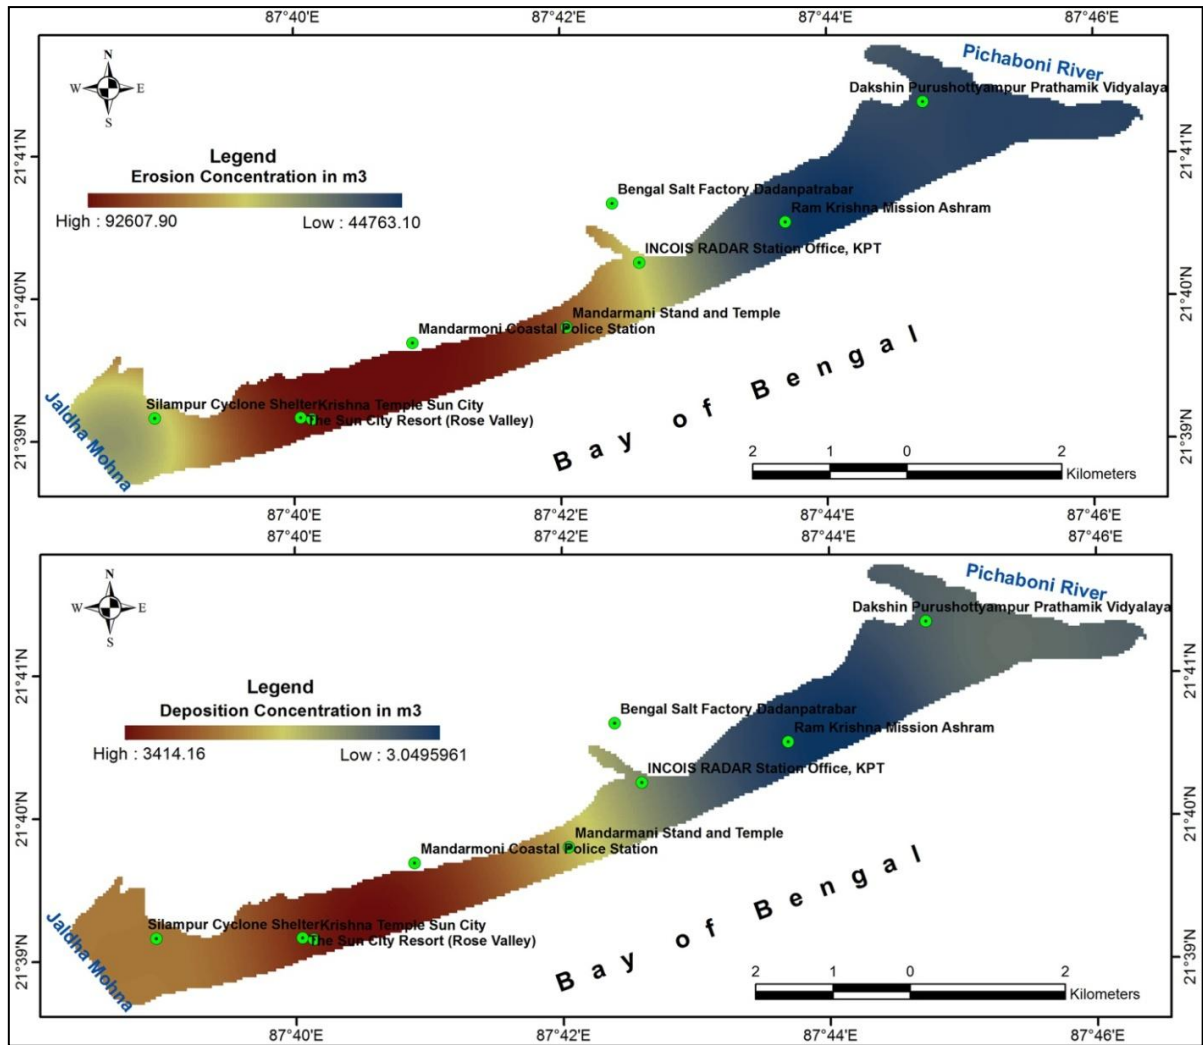 87°40'E 87°42'E 87°44'E 87°46'E
N
W E
S
Pichaboni River
Dakshin Purushottyampur Prathamik Vidyalaya
21°41'N 21°41'N
Legend
Erosion Concentration in m3
High : 92607.90 Low : 44763.10
Bengal Salt Factory Dadanpatrabar
Ram Krishna Mission Ashram
INCOIS RADAR Station Office, KPT
21°40'N 21°40'N
Mandarmani Stand and Temple
Mandarmoni Coastal Police Station
Bay of Bengal
Silampur Cyclone Shelter Krishna Temple Sun City
The Sun City Resort (Rose Valley)
Jaldha Mohna
21°39'N 21°39'N
2 1 0 2
Kilometers
87°40'E 87°42'E 87°44'E 87°46'E
87°40'E 87°42'E 87°44'E 87°46'E
N
W E
S
Pichaboni River
Dakshin Purushottyampur Prathamik Vidyalaya
21°41'N 21°41'N
Legend
Deposition Concentration in m3
High : 3414.16 Low : 3.0495961
Bengal Salt Factory Dadanpatrabar
Ram Krishna Mission Ashram
INCOIS RADAR Station Office, KPT
21°40'N 21°40'N
Mandarmani Stand and Temple
Mandarmoni Coastal Police Station
Bay of Bengal
Silampur Cyclone Shelter Krishna Temple Sun City
The Sun City Resort (Rose Valley)
Jaldha Mohna
21°39'N 21°39'N
2 1 0 2
Kilometers
87°40'E 87°42'E 87°44'E 87°46'E